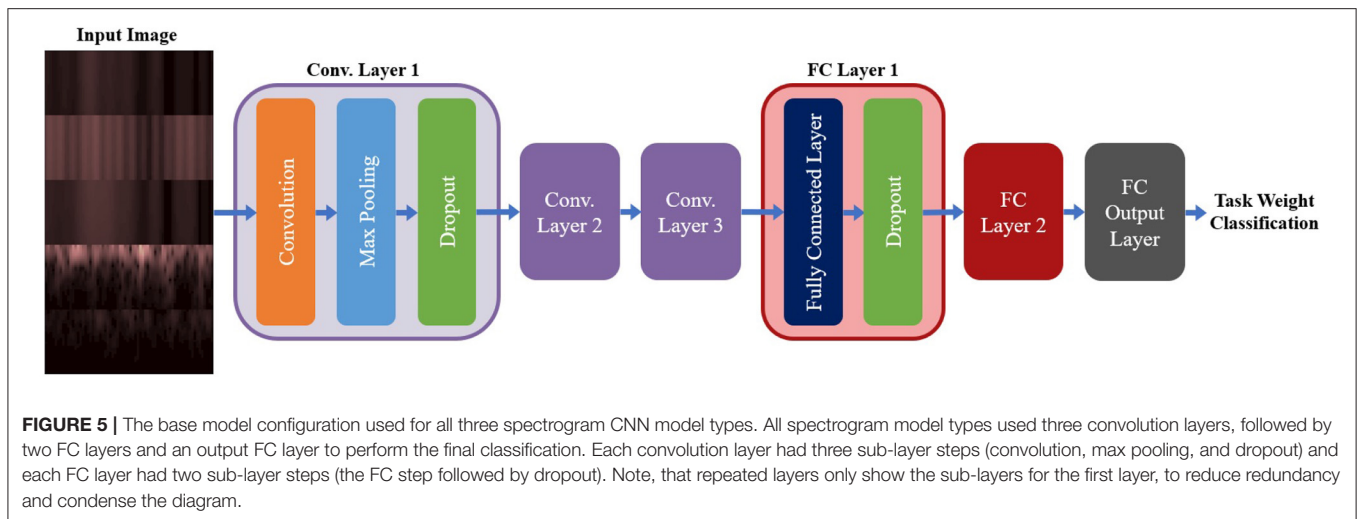 Input Image
Conv. Layer 1
Convolution
Max Pooling
Dropout
Conv.
Layer 2
Conv.
Layer 3
FC Layer 1
Fully Connected Layer
Dropout
FC
Layer 2
FC
Output
Layer
Task Weight
Classification
FIGURE 5 | The base model configuration used for all three spectrogram CNN model types. All spectrogram model types used three convolution layers, followed by
two FC layers and an output FC layer to perform the final classification. Each convolution layer had three sub-layer steps (convolution, max pooling, and dropout) and
each FC layer had two sub-layer steps (the FC step followed by dropout). Note, that repeated layers only show the sub-layers for the first layer, to reduce redundancy
and condense the diagram.